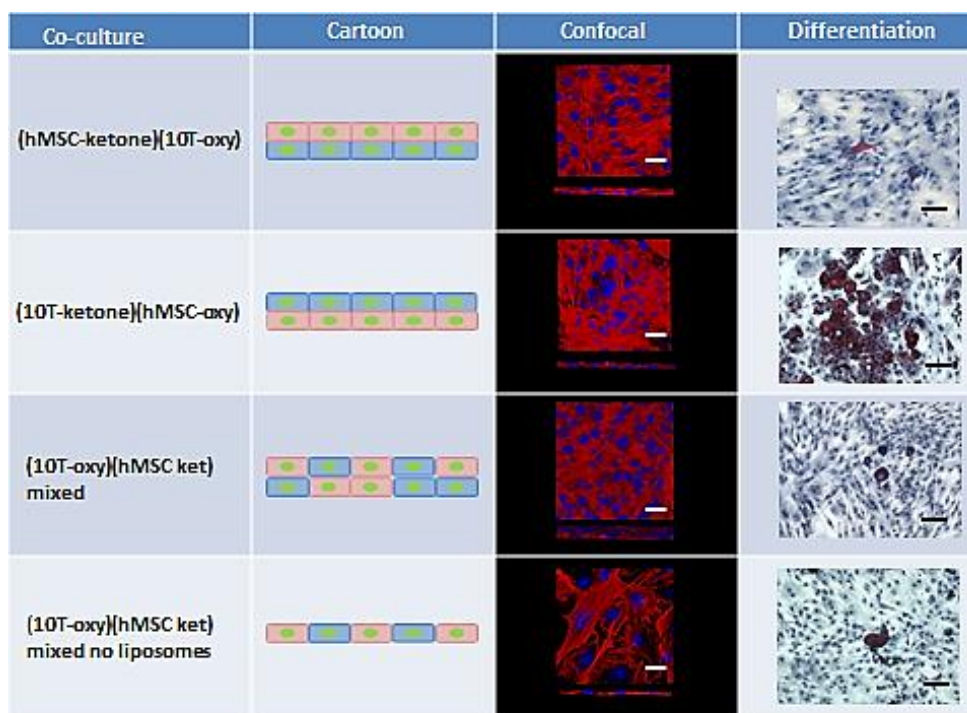 Co-culture
Cartoon
Confocal
Differentiation
(hMSC-ketone)(10T-oxy)
(10T-ketone)(hMSC-oxy)
(10T-oxy)(hMSC ket)
mixed
(10T-oxy)(hMSC ket)
mixed no liposomes